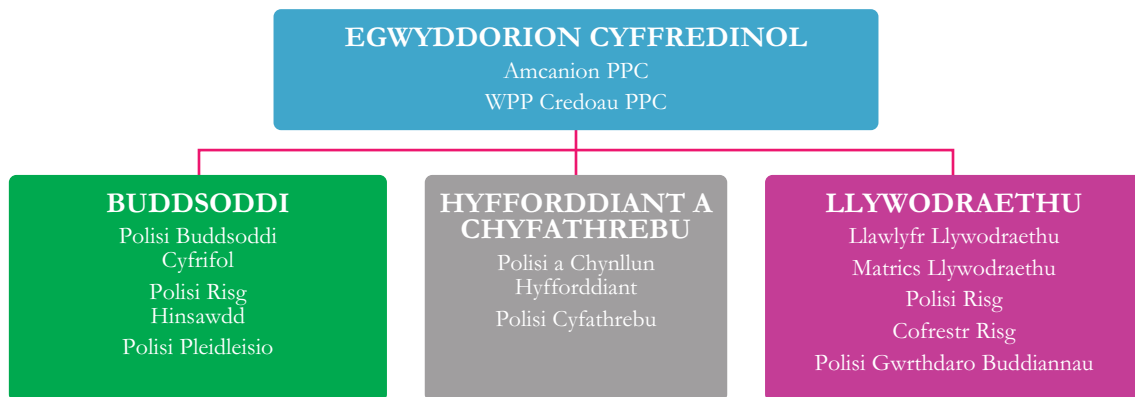 EGWYDDORION CYFFREDINOL
Amcanion PPC
WPP Credoau PPC
BUDDSODDI
Polisi Buddsoddi
Cyfrifol
Polisi Risg
Hinsawdd
Polisi Pleidleisio
HYFFORDDIANT A
CHYFATHREBU
Polisi a Chynllun
Hyfforddiant
Polisi Cyfathrebu
LLYWODRAETHU
Llawlyfr Llywodraethu
Matrics Llywodraethu
Polisi Risg
Cofrestr Risg
Polisi Gwrthdaro Buddiannau